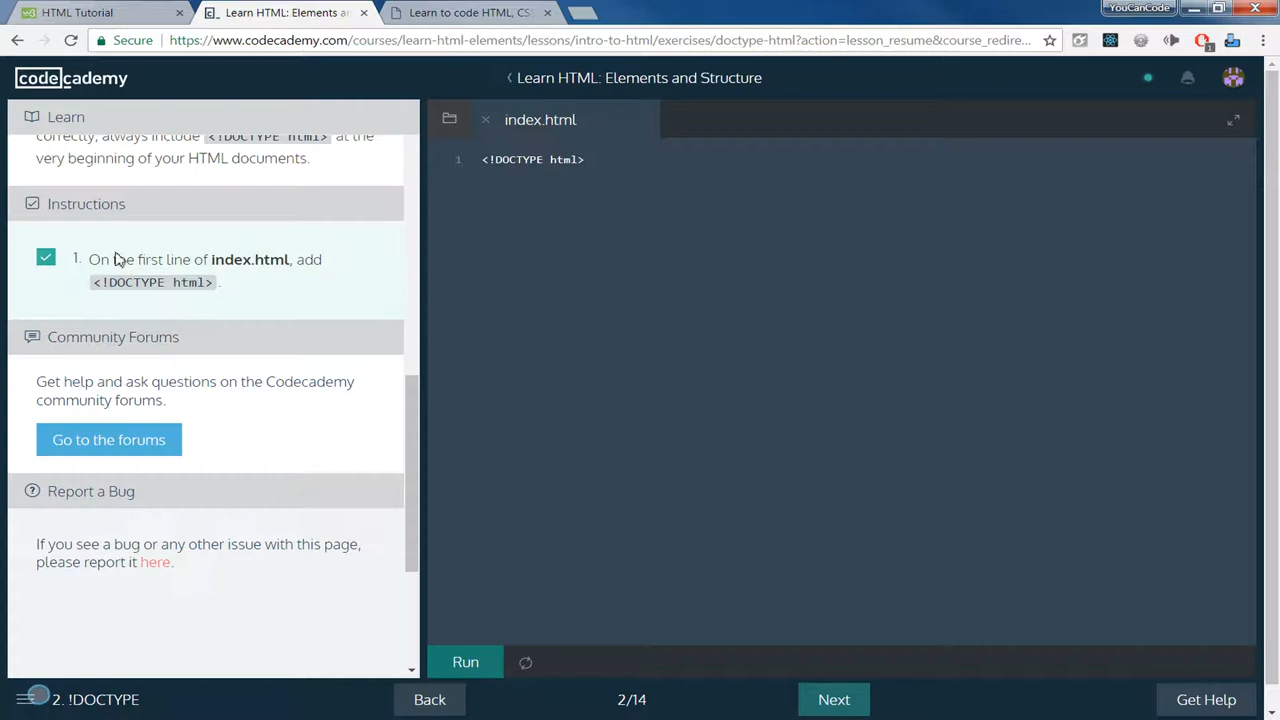 HTML Tutorial
Learn HTML: Elements a
Learn to code HTML, CS
YouCanCode
Secure
https://www.codecademy.com/courses/learn-html-elements/lessons/intro-to-html/exercises/doctype-html?action=lesson_resume&course_redire...
1
codecademy
Learn HTML: Elements and Structure
Learn
index.html
correctly, always include <!DOCTYPE html> at the
very beginning of your HTML documents.
1 <!DOCTYPE html>
Instructions
1. On the first line of index.html, add
<!DOCTYPE html>.
Community Forums
Get help and ask questions on the Codecademy
community forums.
Go to the forums
Report a Bug
If you see a bug or any other issue with this page,
please report it here.
Run
2. !DOCTYPE
Back
2/14
Next
Get Help